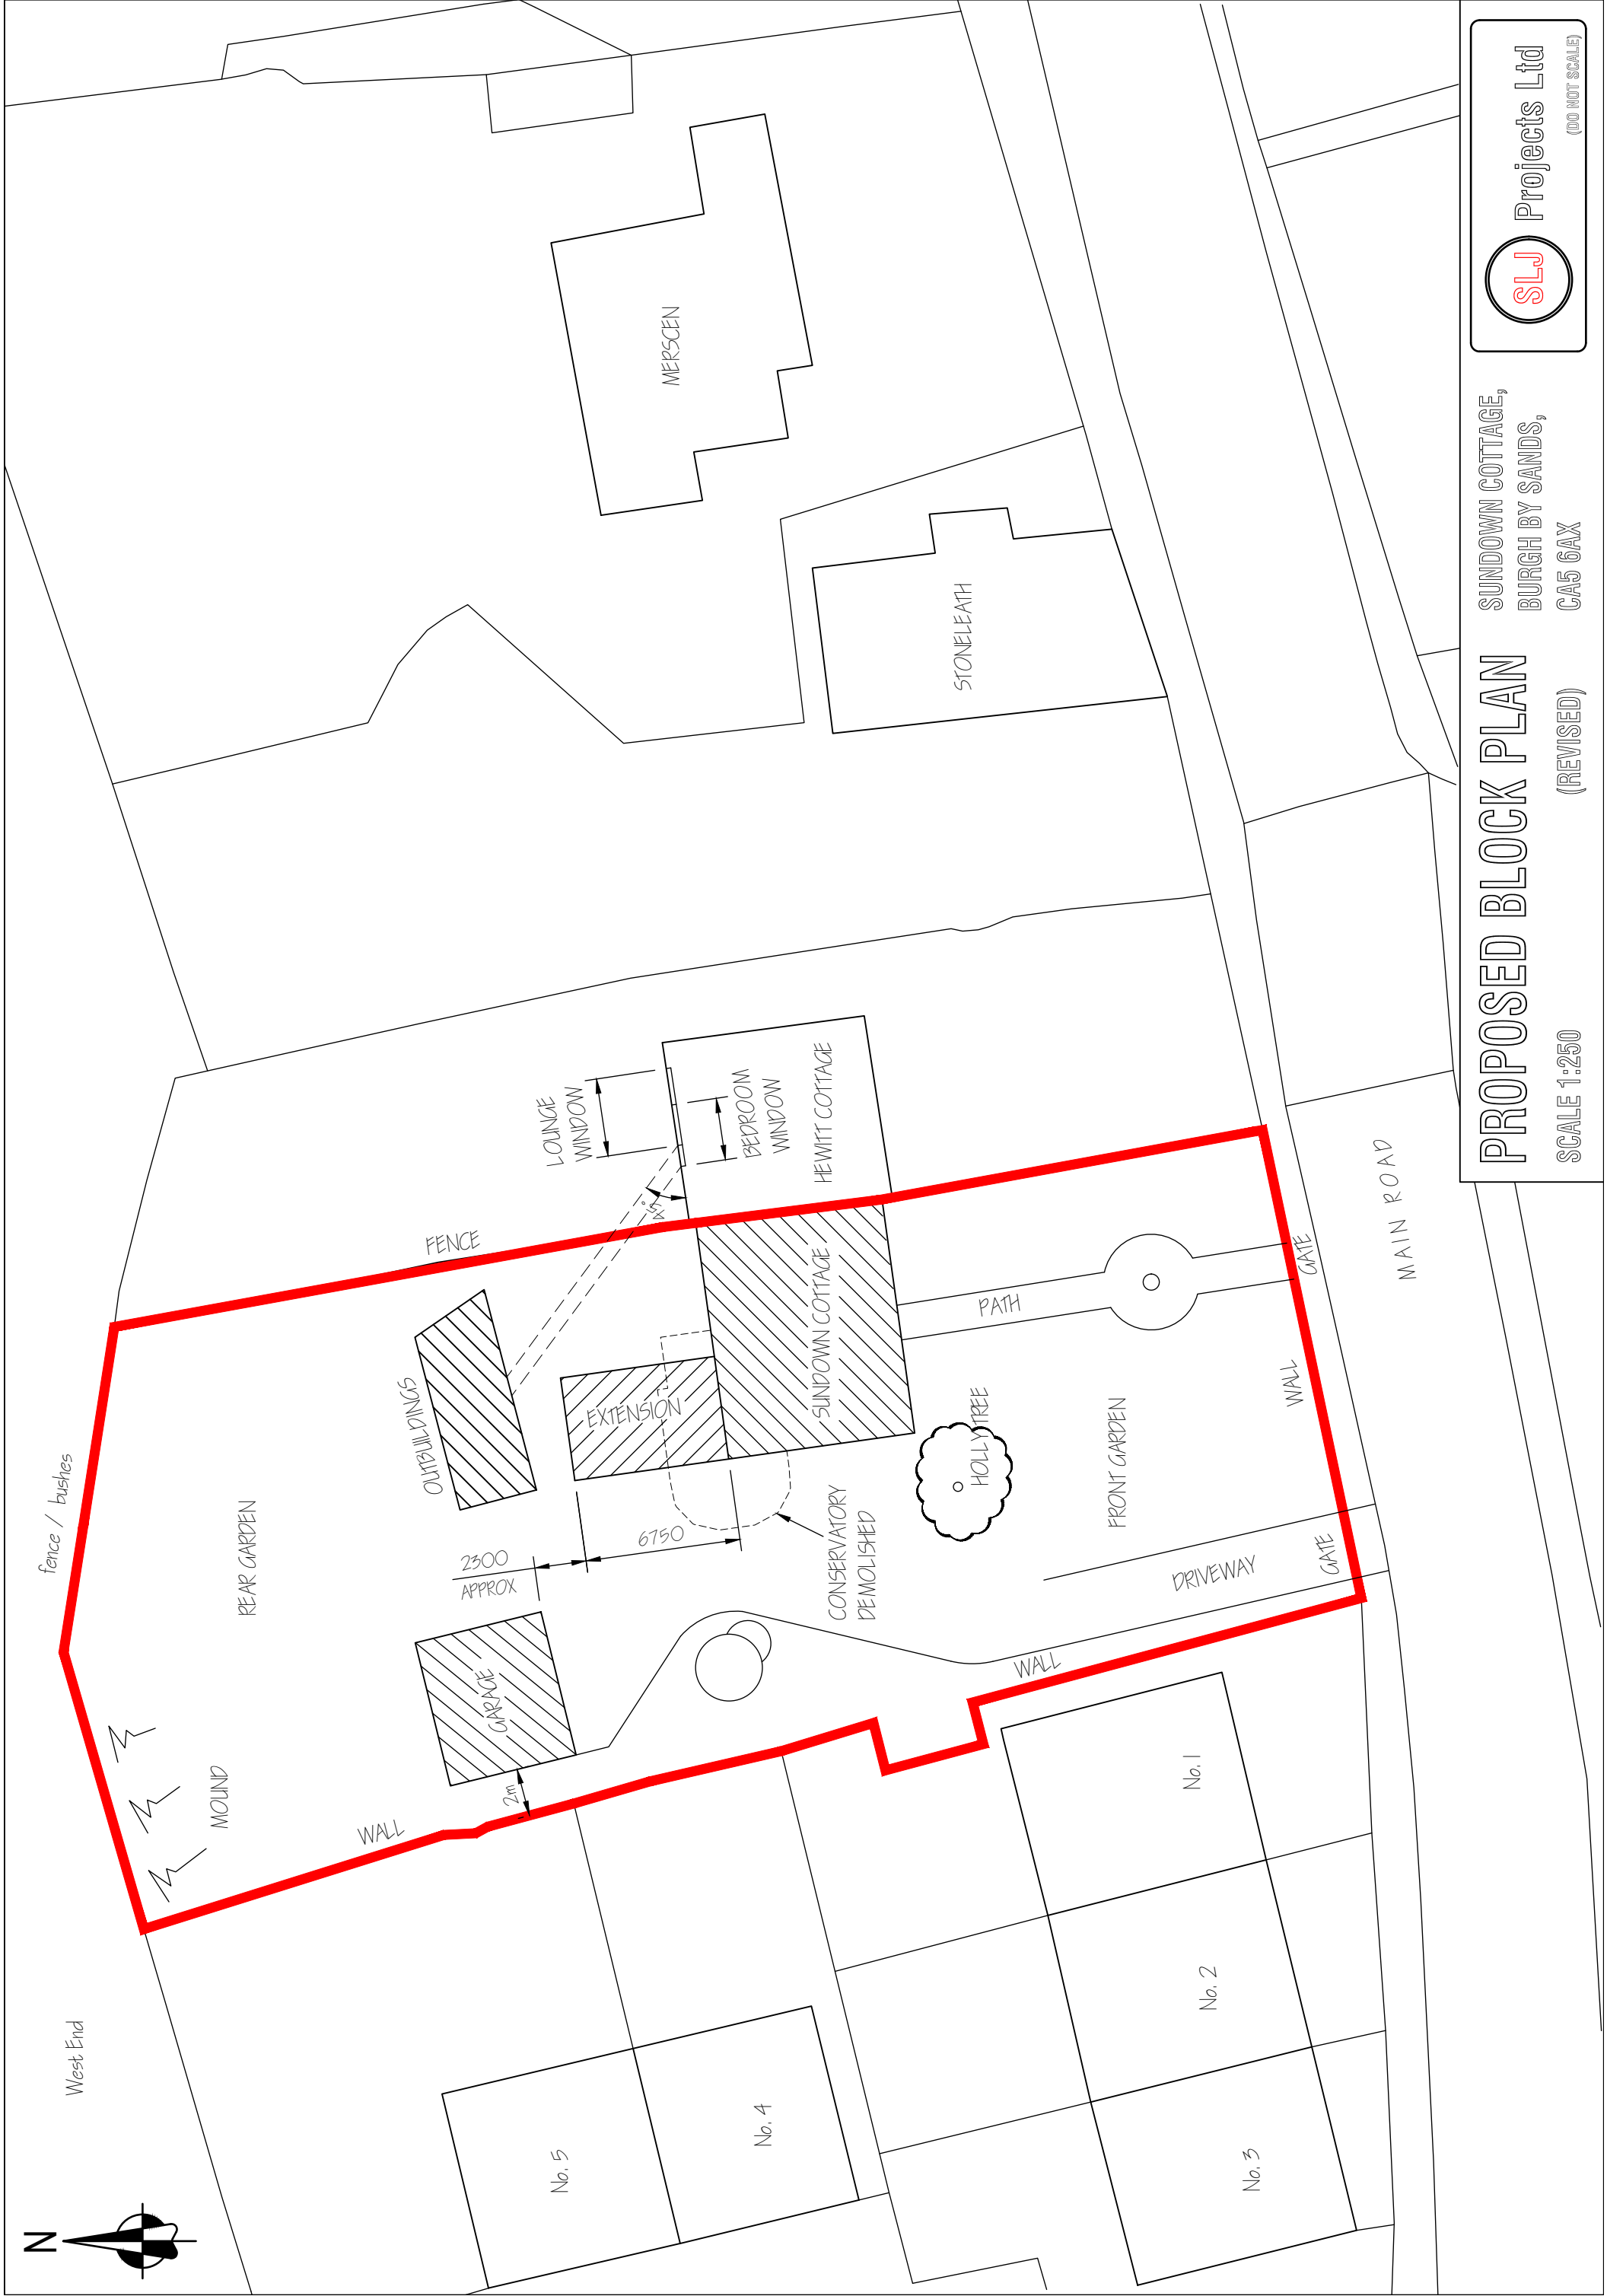 N
West End
fence / bushes
MOUND
REAR GARDEN
WALL
FENCE
OUTBUILDINGS
GARAGE
2m
2300
APPROX
6750
EXTENSION
LOUNGE
WINDOW
BEDROOM
WINDOW
45°
HEWITT COTTAGE
SUNDOWN COTTAGE
CONSERVATORY
DEMOLISHED
HOLLY TREE
PATH
FRONT GARDEN
DRIVEWAY
WALL
GATE
WALL
GATE
MAIN ROAD
No. 5
No. 4
No. 1
No. 2
No. 3
STONELEATH
MERSCEN
PROPOSED BLOCK PLAN
SCALE 1:250
(REVISED)
SUNDOWN COTTAGE,
BURGH BY SANDS,
CA5 6AX
SLJ Projects Ltd
(DO NOT SCALE)